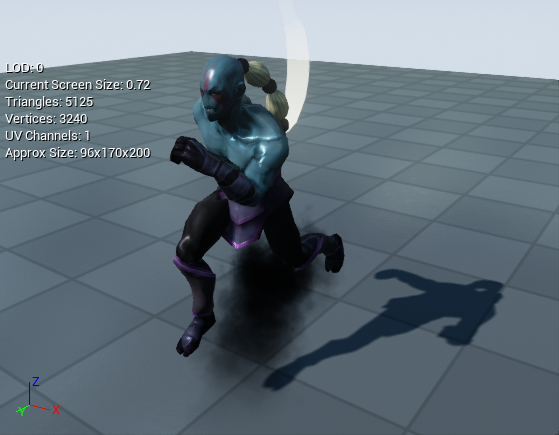 LOD: 0
Current Screen Size: 0.72
Triangles: 5125
Vertices: 3240
UV Channels: 1
Approx Size: 96x170x200
Z
Y X